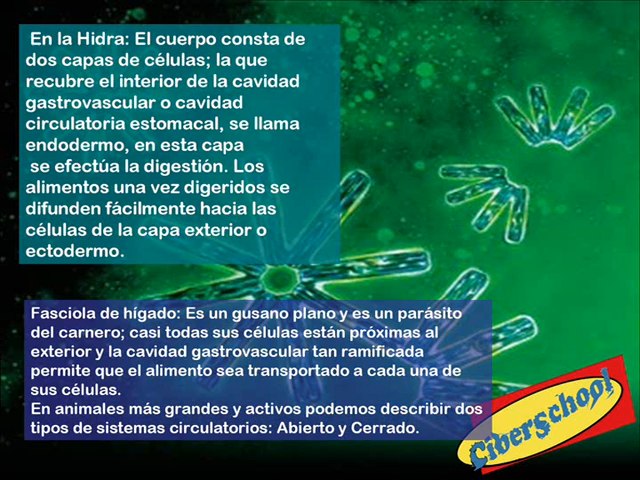 En la Hidra: El cuerpo consta de
dos capas de células; la que
recubre el interior de la cavidad
gastrovascular o cavidad
circulatoria estomacal, se llama
endodermo, en esta capa
se efectúa la digestión. Los
alimentos una vez digeridos se
difunden fácilmente hacia las
células de la capa exterior o
ectodermo.
Fasciola de hígado: Es un gusano plano y es un parásito
del carnero; casi todas sus células están próximas al
exterior y la cavidad gastrovascular tan ramificada
permite que el alimento sea transportado a cada una de
sus células.
En animales más grandes y activos podemos describir dos
tipos de sistemas circulatorios: Abierto y Cerrado.
CiberSchool